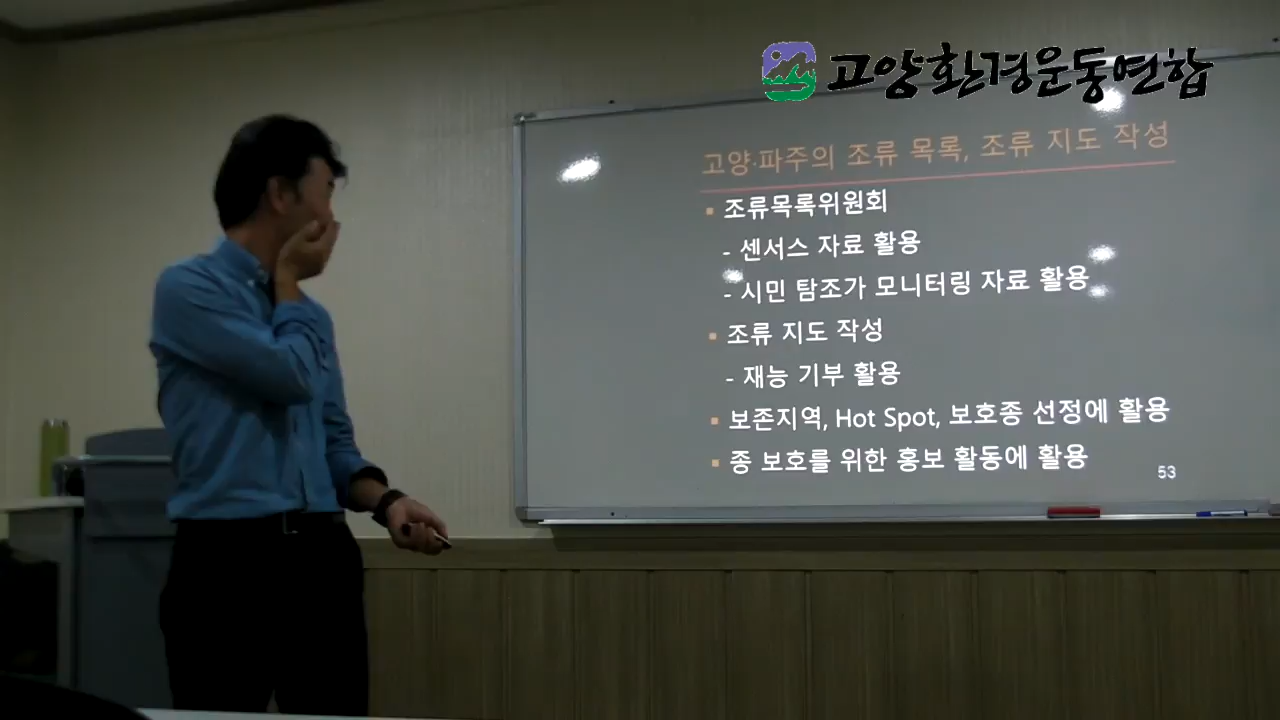 고양환경운동연합
고양·파주의 조류 목록, 조류 지도 작성
▪ 조류목록위원회
- 센서스 자료 활용
- 시민 탐조가 모니터링 자료 활용
▪ 조류 지도 작성
- 재능 기부 활용
▪ 보존지역, Hot Spot, 보호종 선정에 활용
▪ 종 보호를 위한 홍보 활동에 활용
53